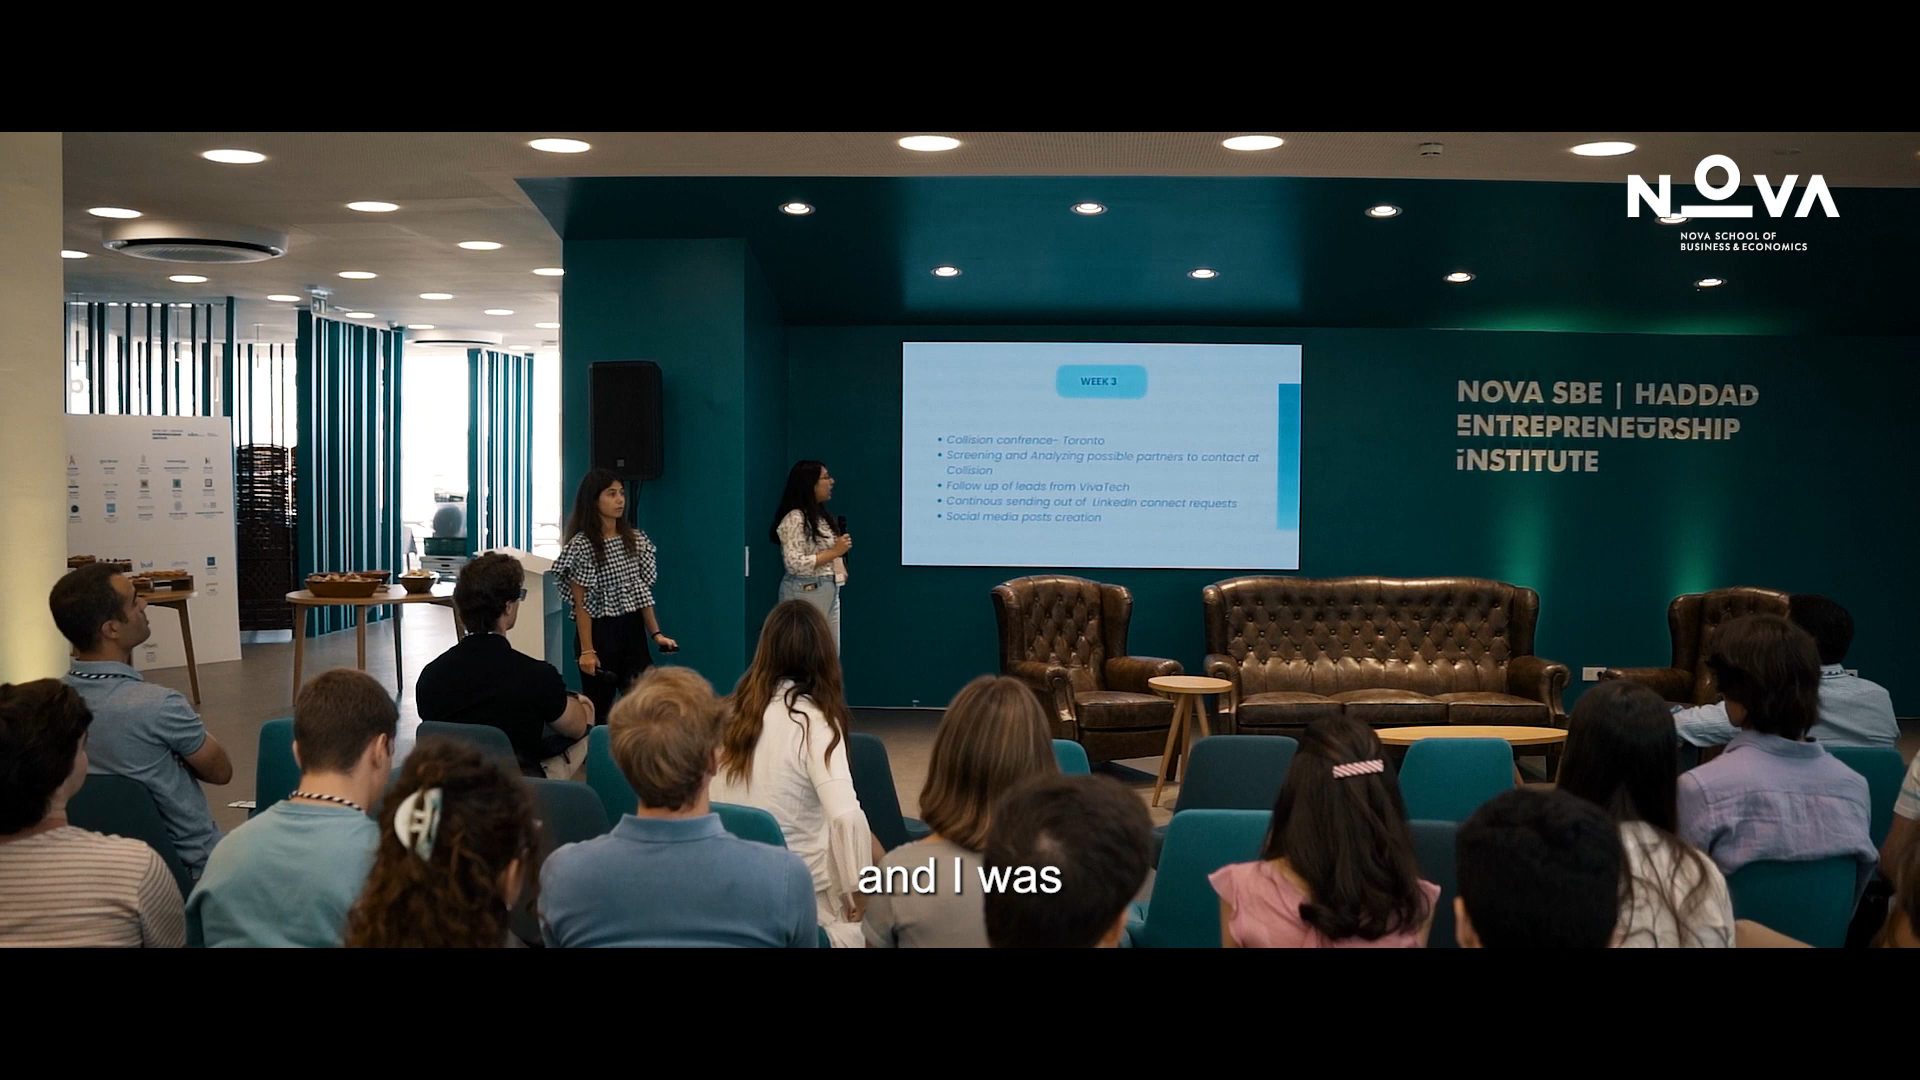 NOVA
NOVA SCHOOL OF
BUSINESS & ECONOMICS
WEEK 3
• Collision confrence- Toronto
• Screening and Analyzing possible partners to contact at
Collision
• Follow up of leads from VivaTech
• Continous sending out of LinkedIn connect requests
• Social media posts creation
NOVA SBE | HADDAD
ENTREPRENEURSHIP
INSTITUTE
and I was